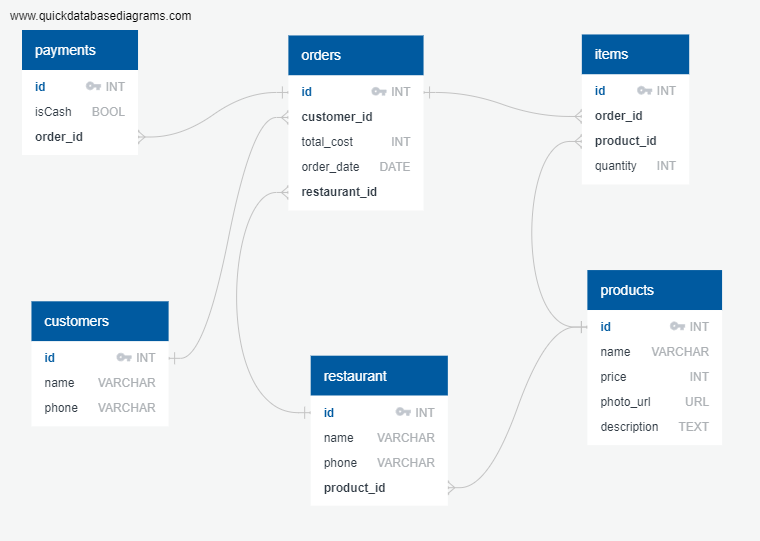 www.quickdatabasediagrams.com
payments
id INT
isCash BOOL
order_id
orders
id INT
customer_id
total_cost INT
order_date DATE
restaurant_id
items
id INT
order_id
product_id
quantity INT
customers
id INT
name VARCHAR
phone VARCHAR
restaurant
id INT
name VARCHAR
phone VARCHAR
product_id
products
id INT
name VARCHAR
price INT
photo_url URL
description TEXT